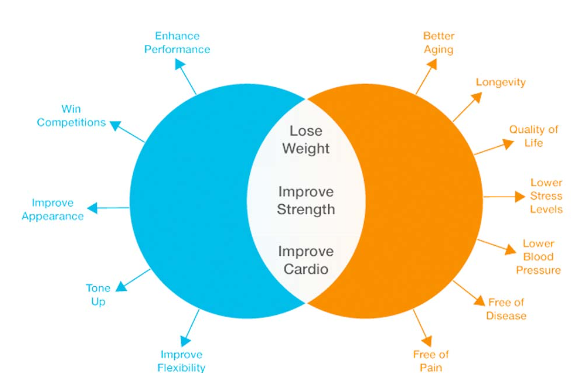 Enhance
Performance
Win
Competitions
Improve
Appearance
Tone
Up
Improve
Flexibility
Lose
Weight
Improve
Strength
Improve
Cardio
Better
Aging
Longevity
Quality of
Life
Lower
Stress
Levels
Lower
Blood
Pressure
Free of
Disease
Free of
Pain